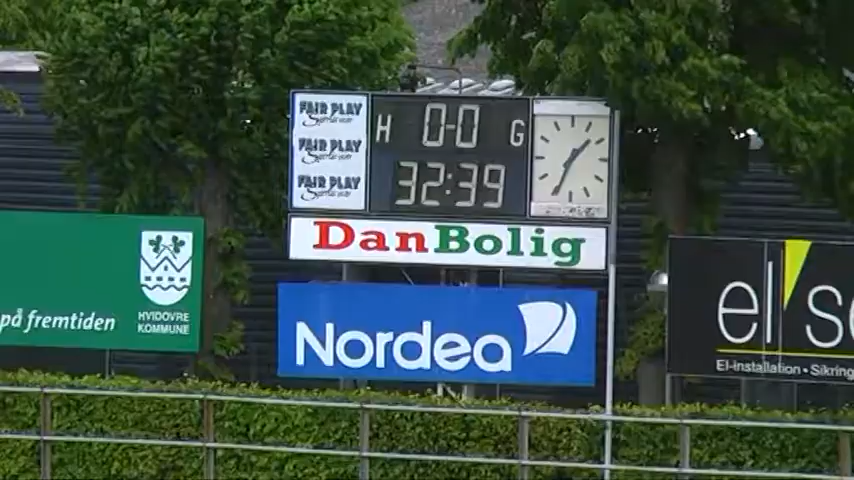 FAIR PLAY
FAIR PLAY
FAIR PLAY
H 0-0 G
32:39
DanBolig
Nordea
på fremtiden
HVIDOVRE
KOMMUNE
el
El-installation • Sikring